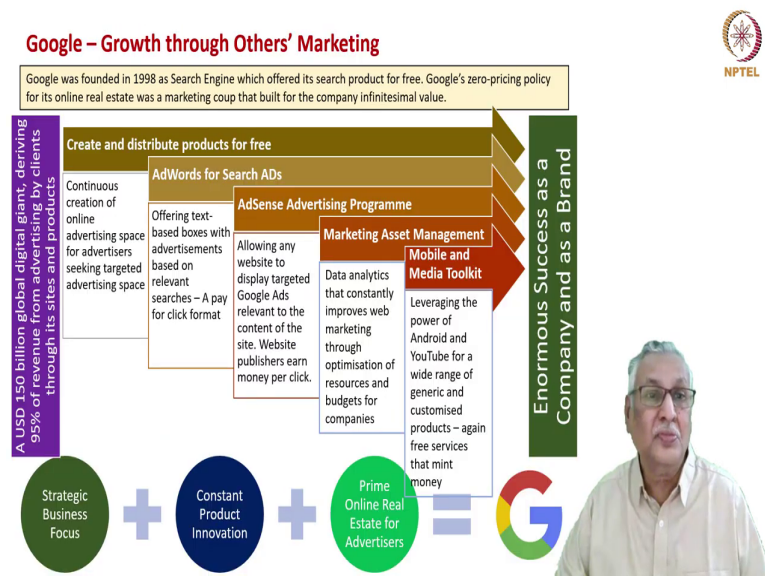 Google – Growth through Others' Marketing
NPTEL
Google was founded in 1998 as Search Engine which offered its search product for free. Google's zero-pricing policy
for its online real estate was a marketing coup that built for the company infinitesimal value.
A USD 150 billion global digital giant, deriving
95% of revenue from advertising by clients
through its sites and products
Create and distribute products for free
Continuous
creation of
online
advertising space
for advertisers
seeking targeted
advertising space
AdWords for Search ADs
Offering text-
based boxes with
advertisements
based on
relevant
searches – A pay
for click format
AdSense Advertising Programme
Allowing any
website to
display targeted
Google Ads
relevant to the
content of the
site. Website
publishers earn
money per click.
Marketing Asset Management
Data analytics
that constantly
improves web
marketing
through
optimisation of
resources and
budgets for
companies
Mobile and
Media Toolkit
Leveraging the
power of
Android and
YouTube for a
wide range of
generic and
customised
products – again
free services
that mint
money
Enormous Success as a
Company and as a Brand
Strategic
Business
Focus
Constant
Product
Innovation
Prime
Online Real
Estate for
Advertisers